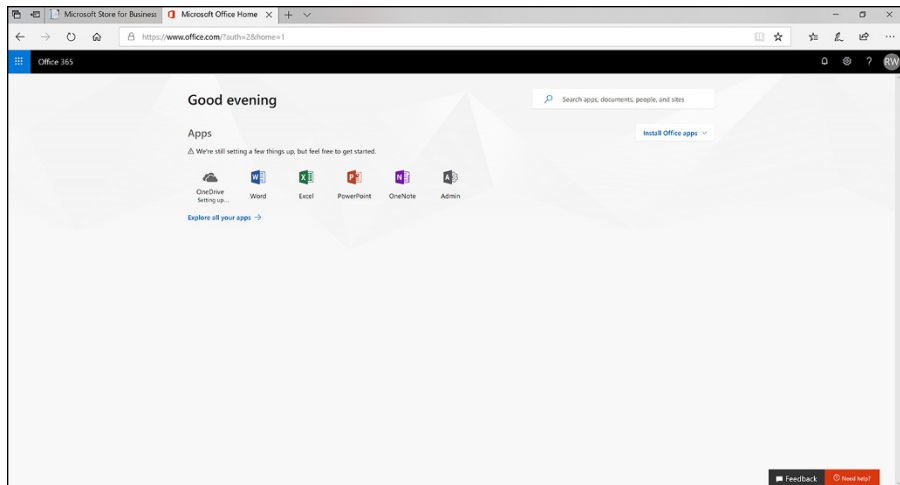 Microsoft Store for Business
Microsoft Office Home
https://www.office.com/?auth=2&home=1
Office 365
RW
Good evening
Search apps, documents, people, and sites
Apps
Install Office apps
We're still setting a few things up, but feel free to get started.
OneDrive
Setting up...
Word
Excel
PowerPoint
OneNote
Admin
Explore all your apps →
Feedback
Need help?